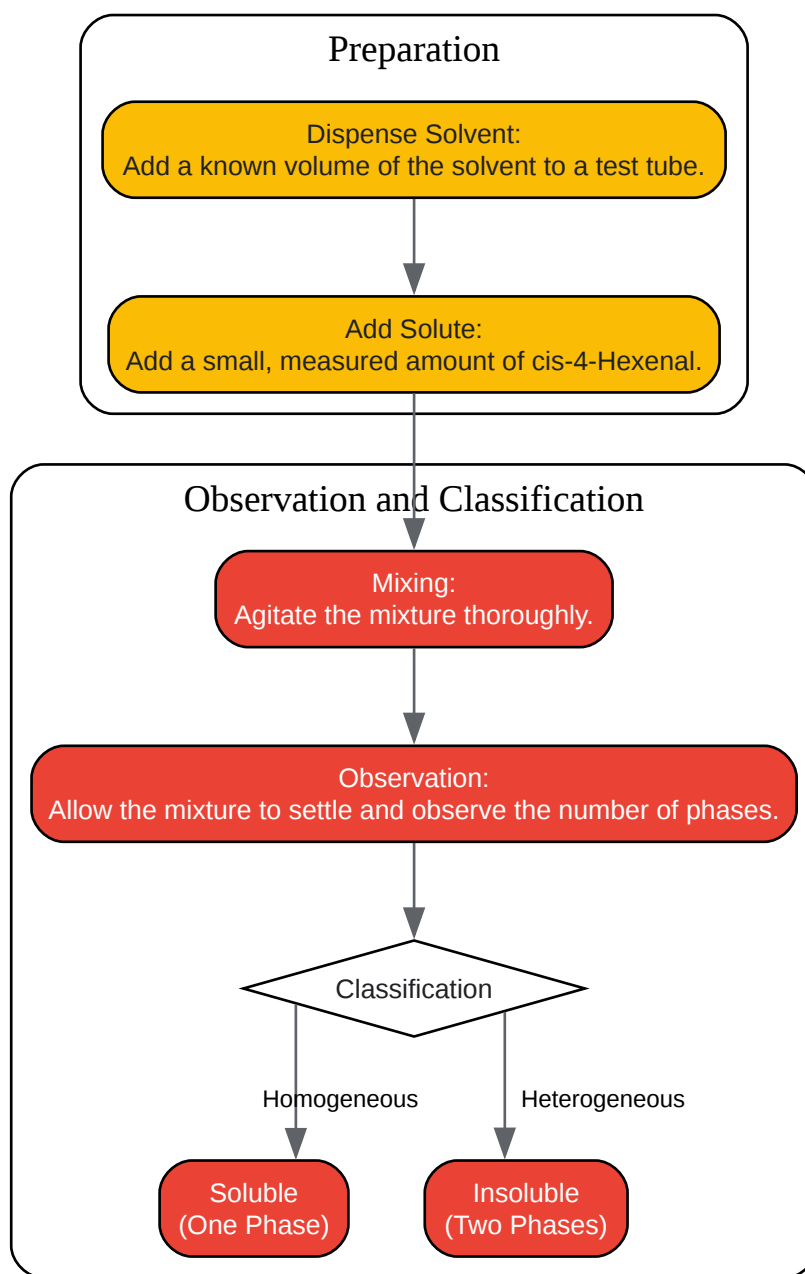 Preparation
Dispense Solvent:
Add a known volume of the solvent to a test tube.
Add Solute:
Add a small, measured amount of cis-4-Hexenal.
Observation and Classification
Mixing:
Agitate the mixture thoroughly.
Observation:
Allow the mixture to settle and observe the number of phases.
Classification
Homogeneous
Heterogeneous
Soluble
(One Phase)
Insoluble
(Two Phases)